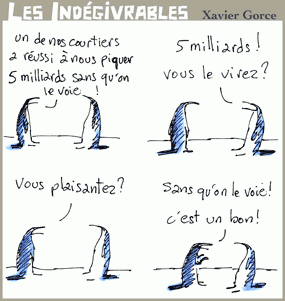 LES INDÉGIVRABLES
Xavier Gorce
un de nos courtiers
a réussi à nous piquer
5 milliards sans qu'on
le voie !
5 milliards !
vous le virez ?
Vous plaisantez ?
Sans qu'on le voie !
c'est un bon !